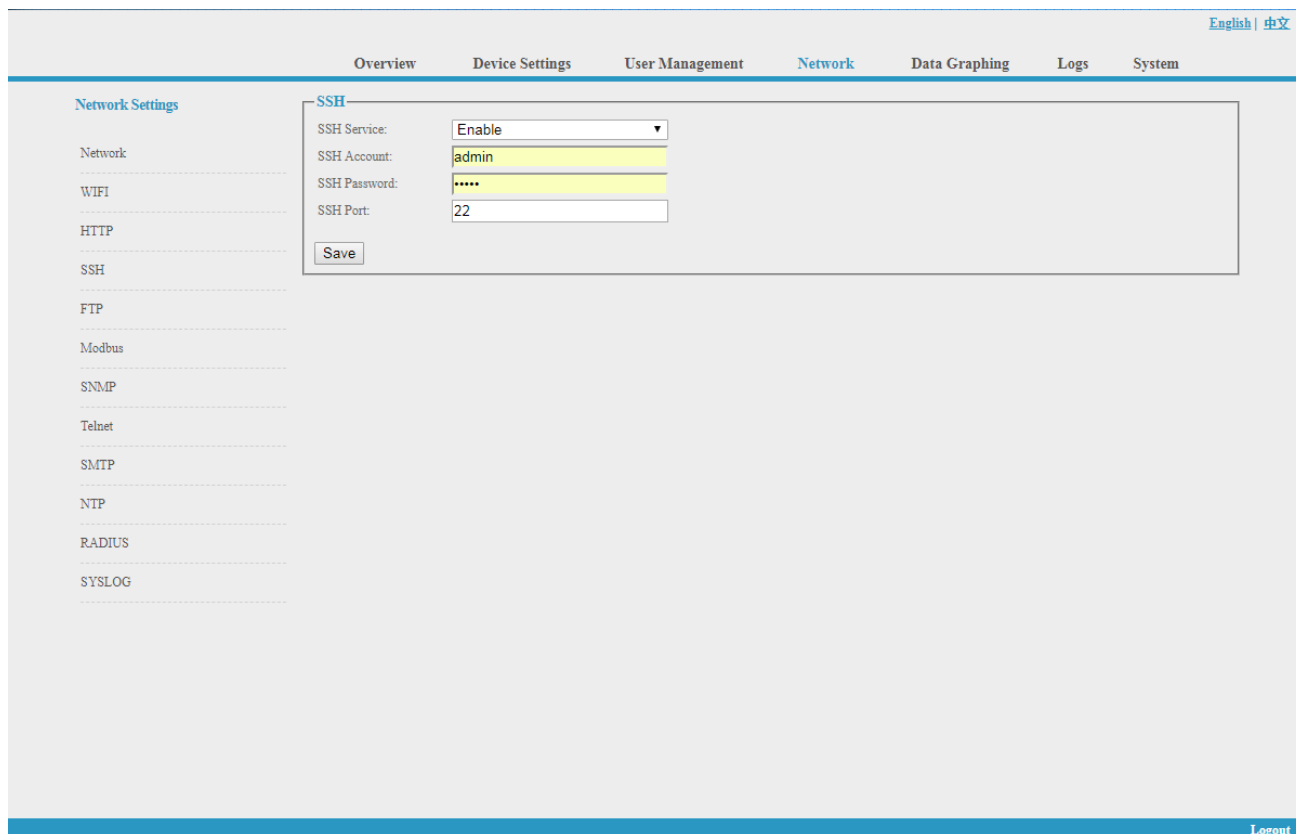 English | 中文
Overview Device Settings User Management Network Data Graphing Logs System
Network Settings
Network
WIFI
HTTP
SSH
FTP
Modbus
SNMP
Telnet
SMTP
NTP
RADIUS
SYSLOG
SSH
SSH Service: Enable
SSH Account: admin
SSH Password: •••••
SSH Port: 22
Save
Logout